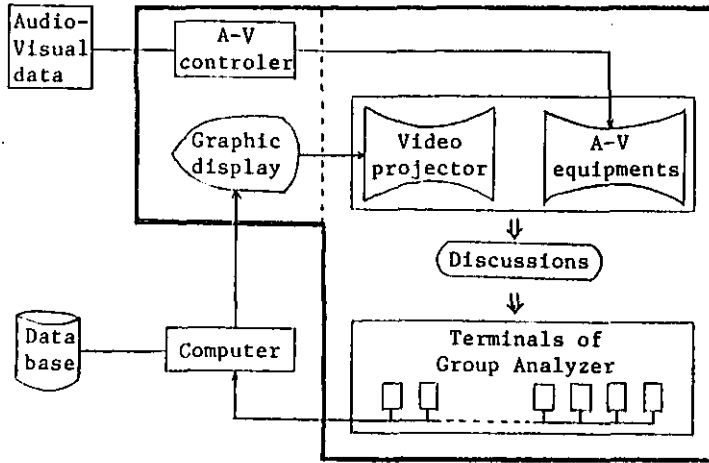 Audio-
Visual
data
A-V
controler
Graphic
display
Video
projector
A-V
equipments
Discussions
Data
base
Computer
Terminals of
Group Analyzer